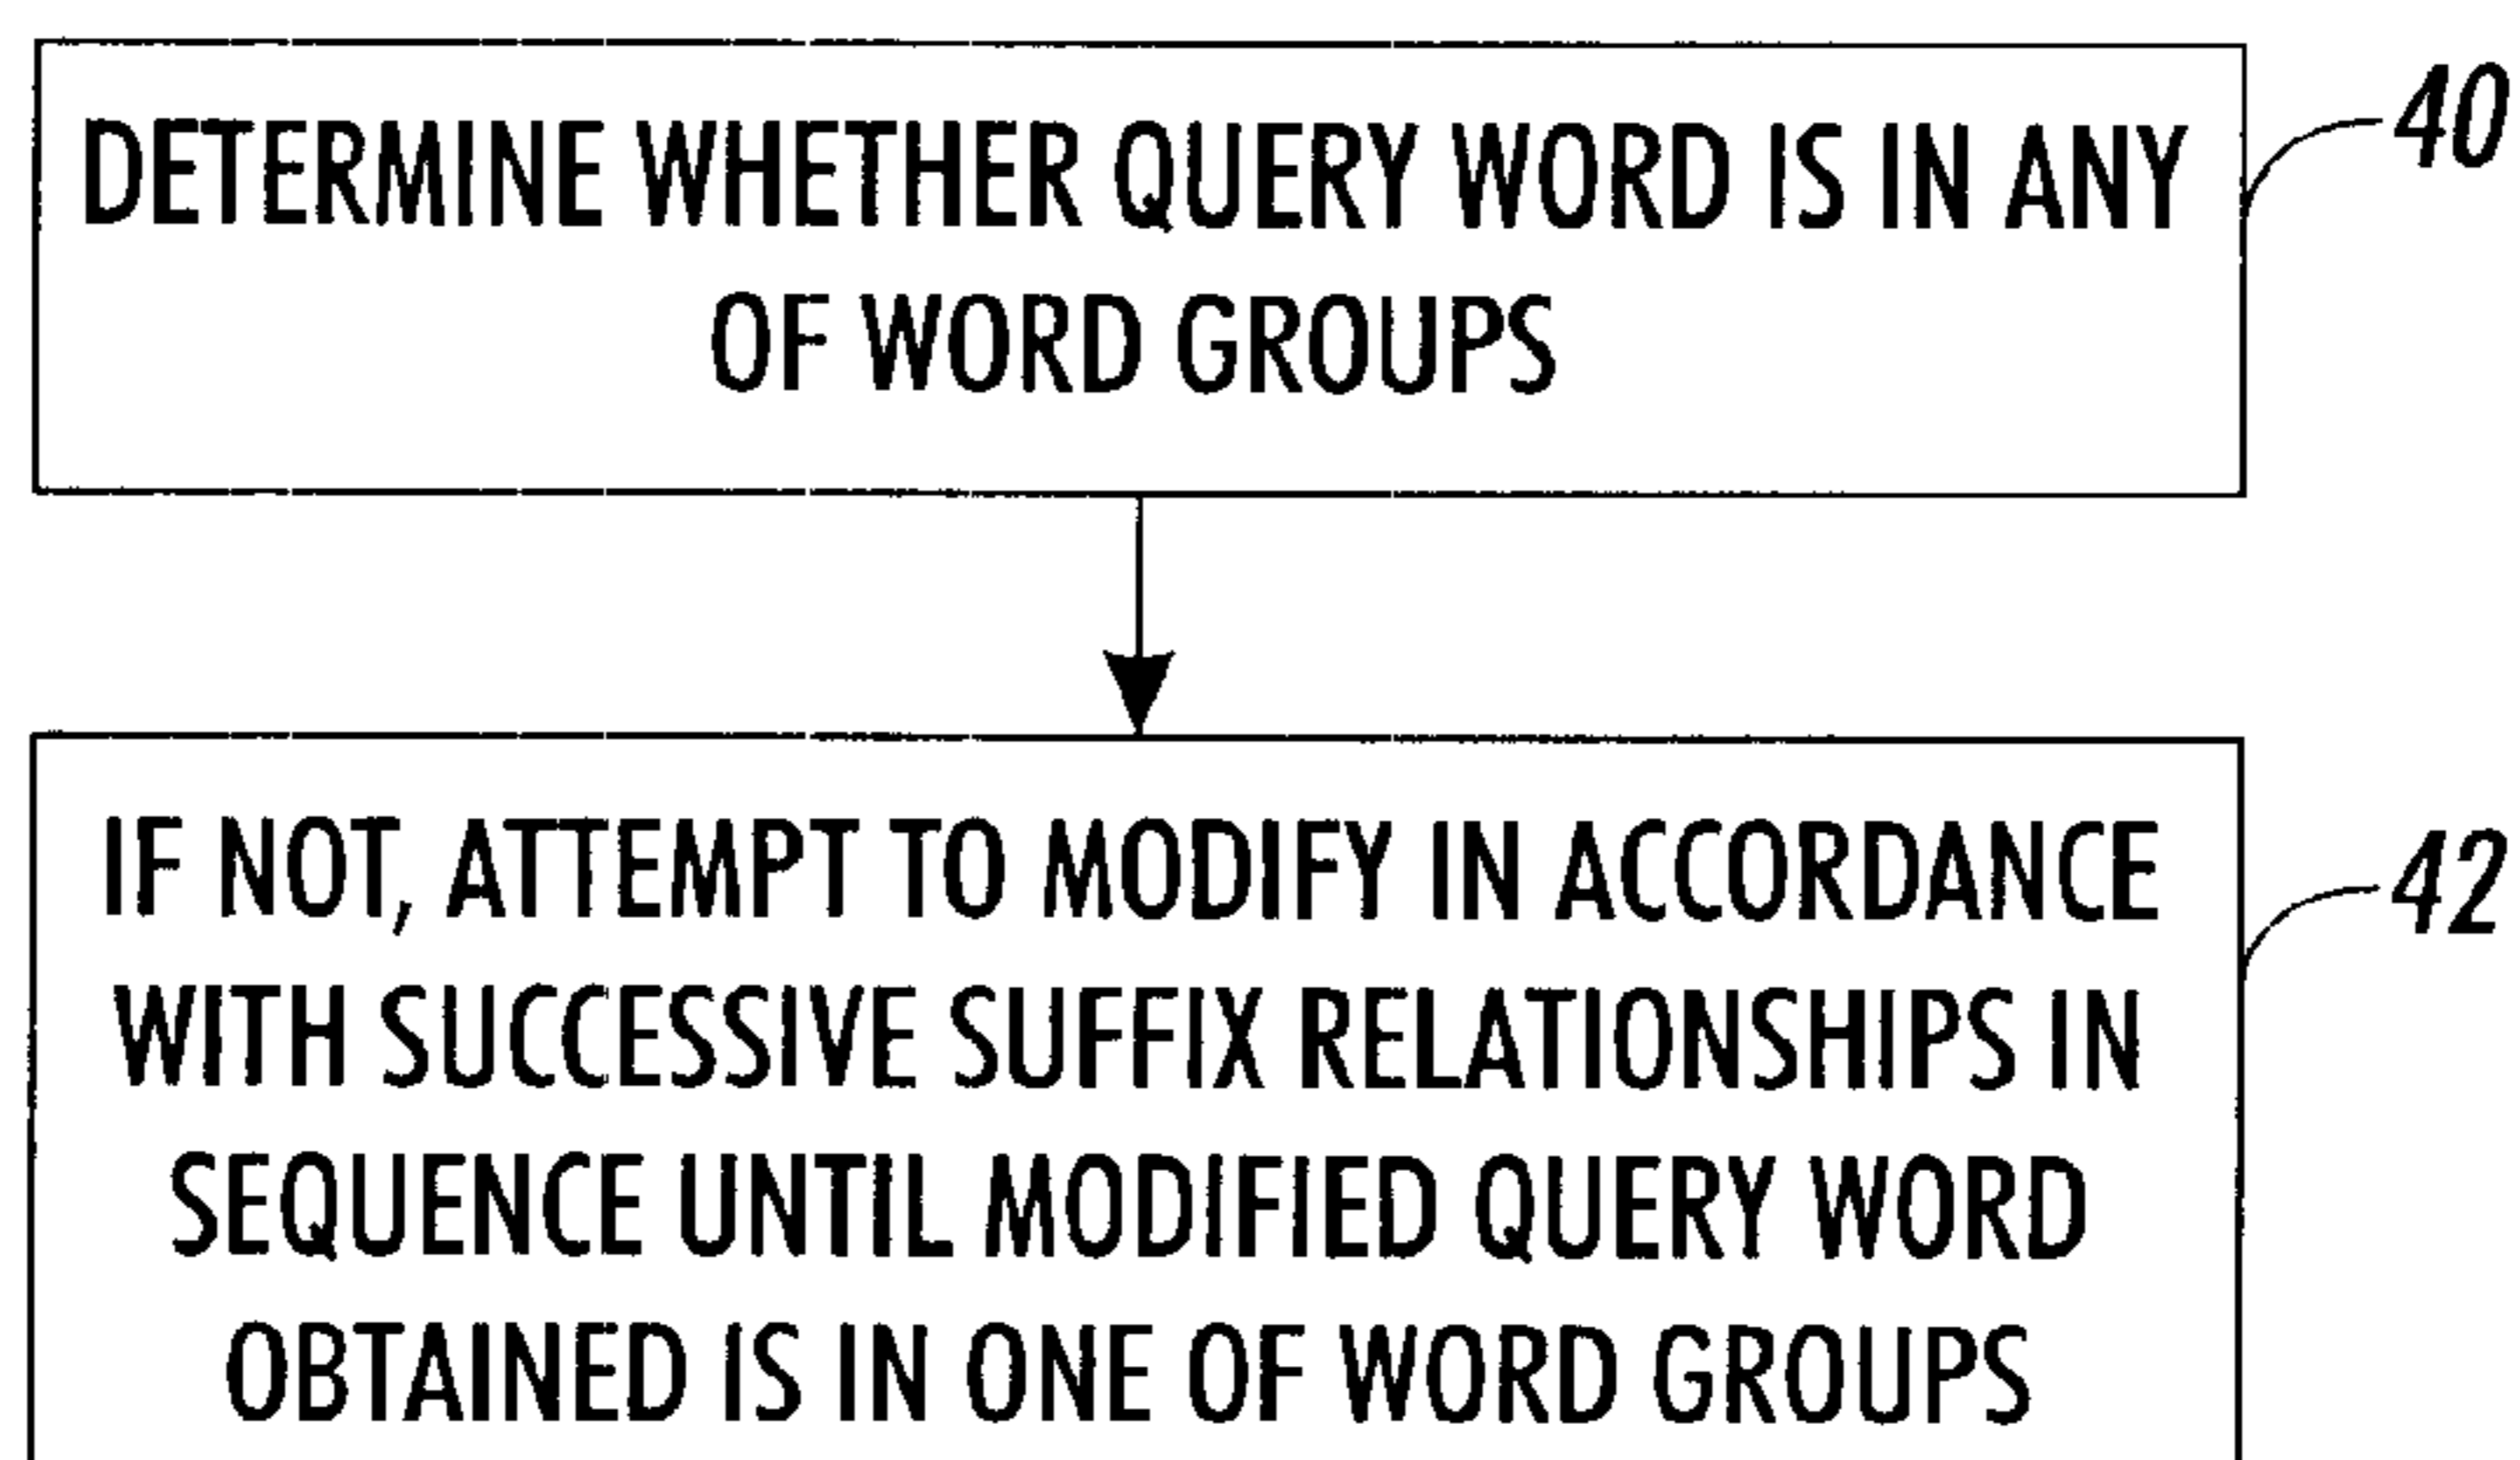 DETERMINE WHETHER QUERY WORD IS IN ANY
OF WORD GROUPS
40
IF NOT, ATTEMPT TO MODIFY IN ACCORDANCE
WITH SUCCESSIVE SUFFIX RELATIONSHIPS IN
SEQUENCE UNTIL MODIFIED QUERY WORD
OBTAINED IS IN ONE OF WORD GROUPS
42